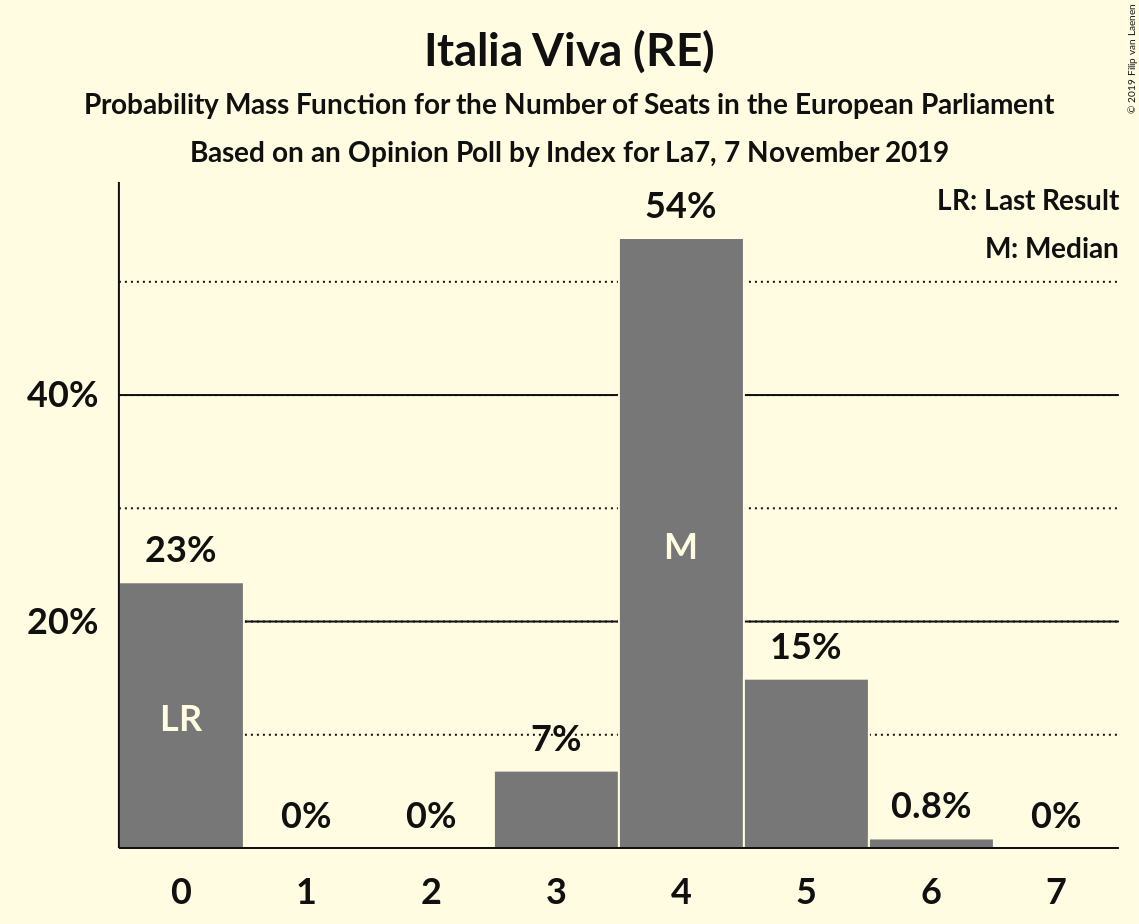 Italia Viva (RE)
Probability Mass Function for the Number of Seats in the European Parliament
Based on an Opinion Poll by Index for La7, 7 November 2019
© 2019 Filip van Laenen
LR: Last Result
M: Median
54%
40%
23%
M
20%
15%
LR
7%
0%
0%
0.8%
0%
0 1 2 3 4 5 6 7